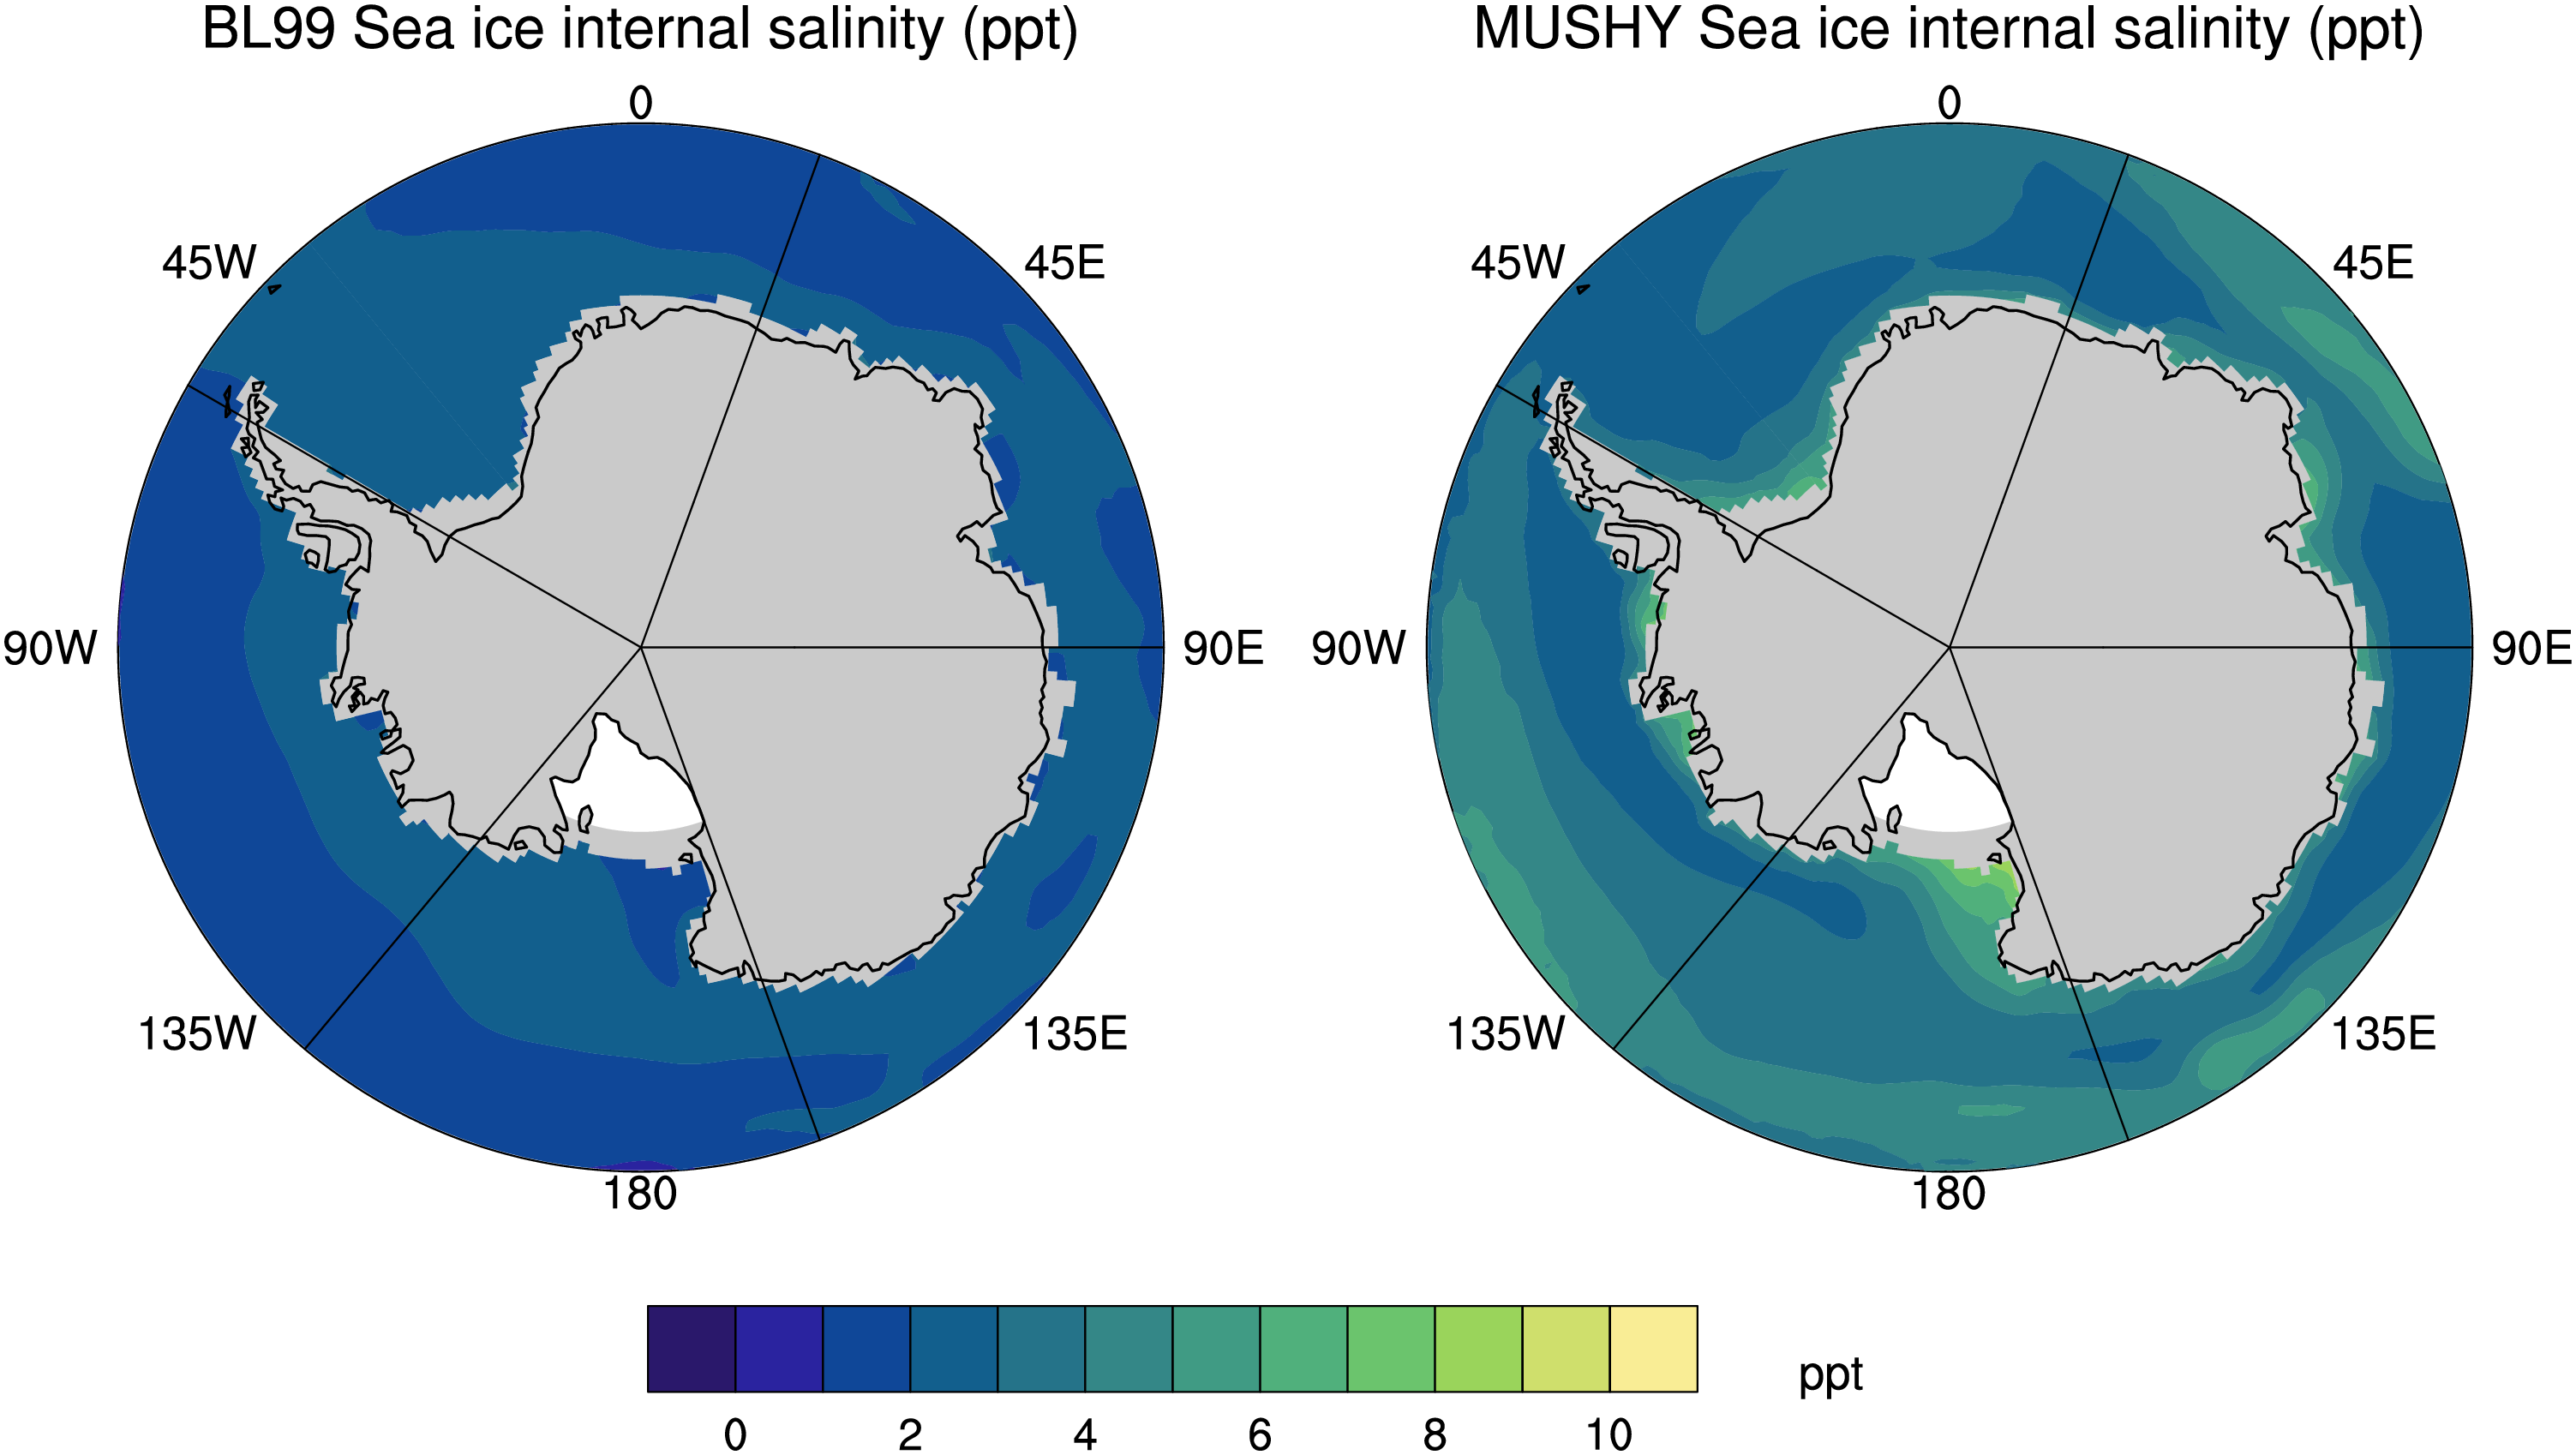 BL99 Sea ice internal salinity (ppt)
MUSHY Sea ice internal salinity (ppt)
0
0
45W
45E
45W
45E
90W
90E
90W
90E
135W
135E
135W
135E
180
180
ppt
0 2 4 6 8 10